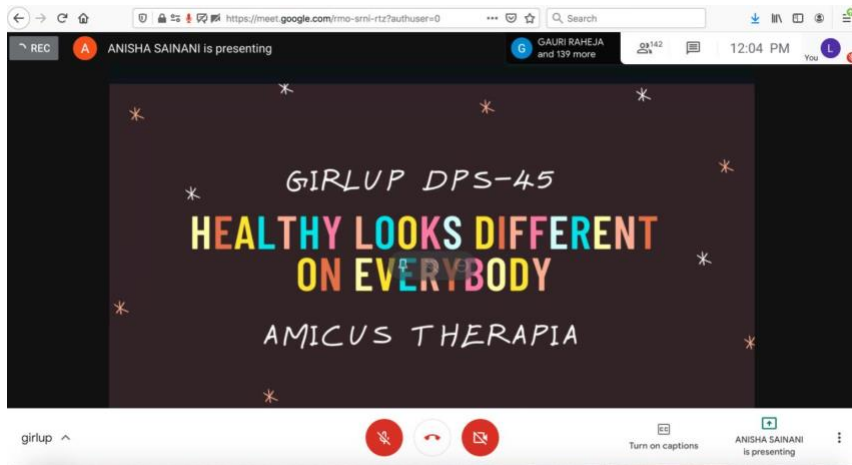 https://meet.google.com/rmo-srni-rtz?authuser=0
Search
REC
A
ANISHA SAINANI is presenting
G
GAURI RAHEJA
and 139 more
142
12:04 PM
You
L
GIRLUP DPS-45
HEALTHY LOOKS DIFFERENT
ON EVERYBODY
AMICUS THERAPIA
girlup
CC
Turn on captions
ANISHA SAINANI
is presenting